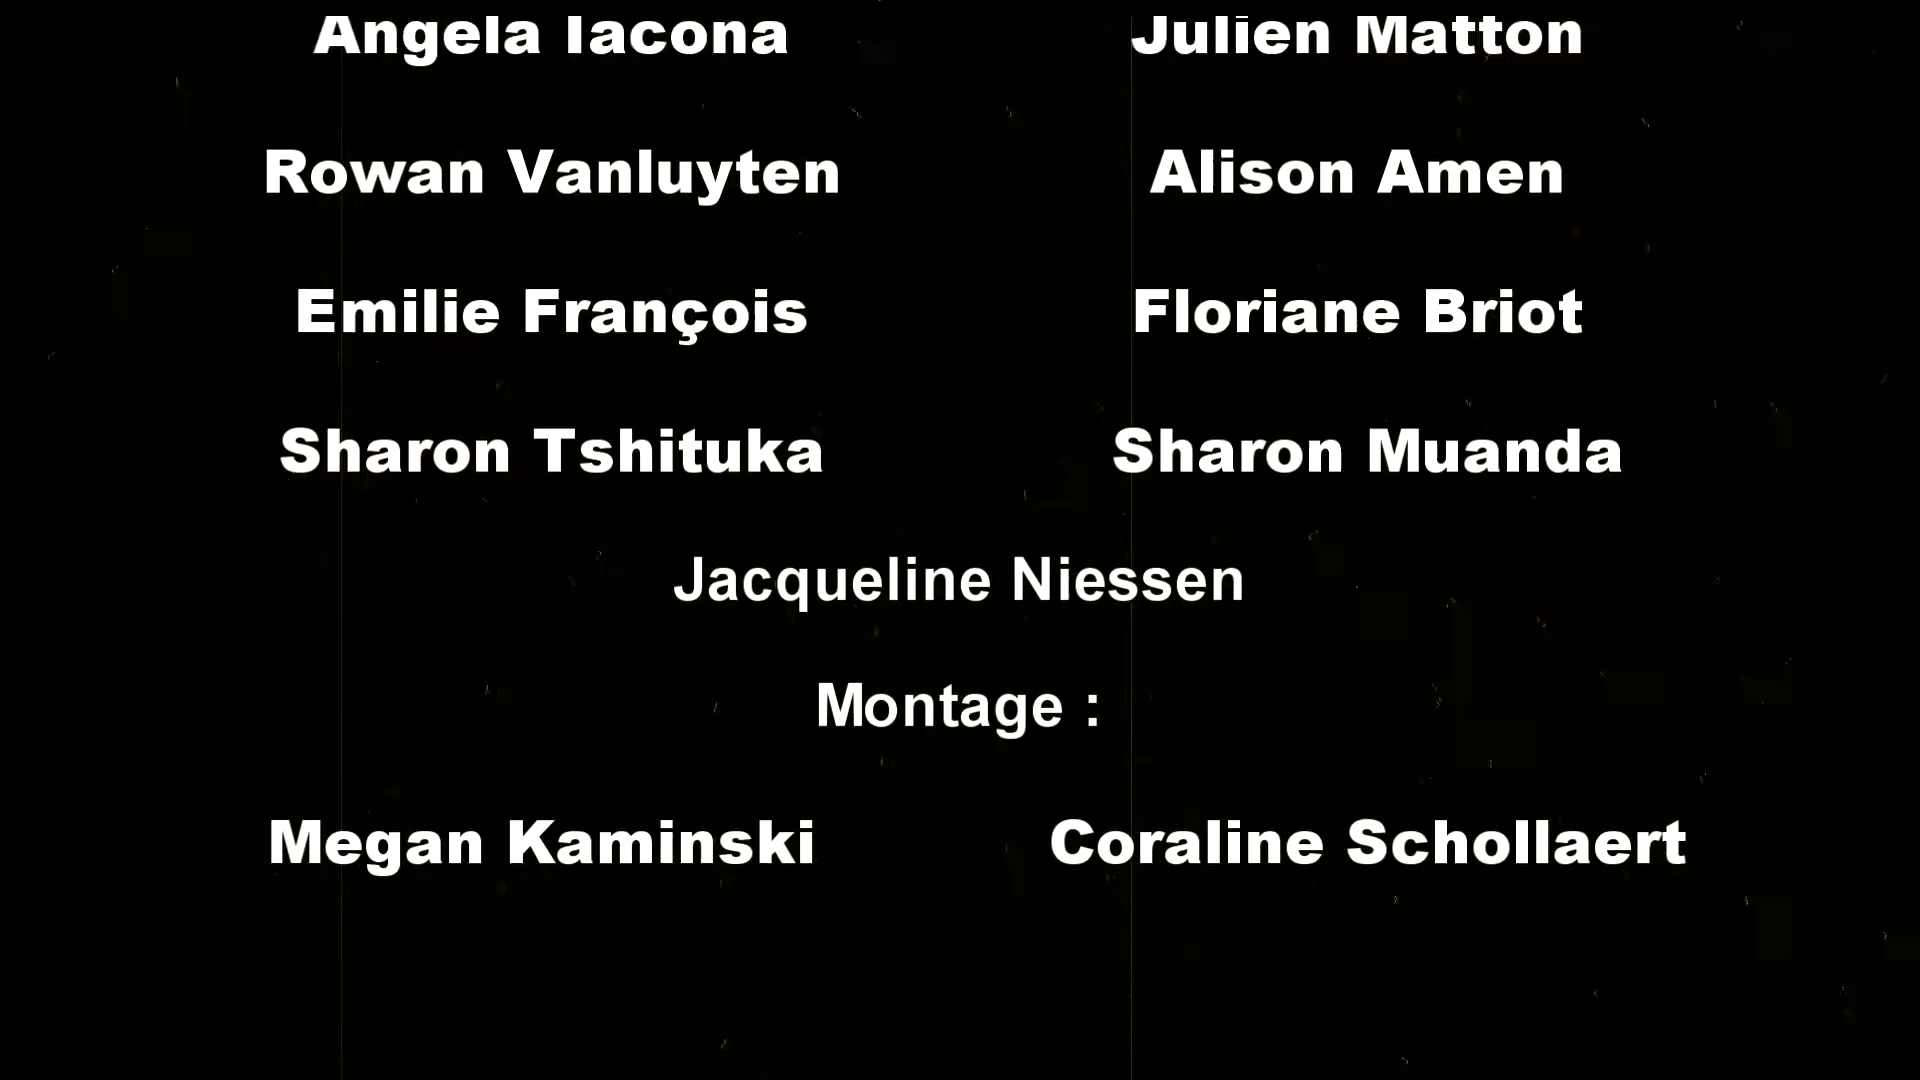 Angela Iacona Julien Matton
Rowan Vanluyten Alison Amen
Emilie François Floriane Briot
Sharon Tshituka Sharon Muanda
Jacqueline Niessen
Montage :
Megan Kaminski Coraline Schollaert